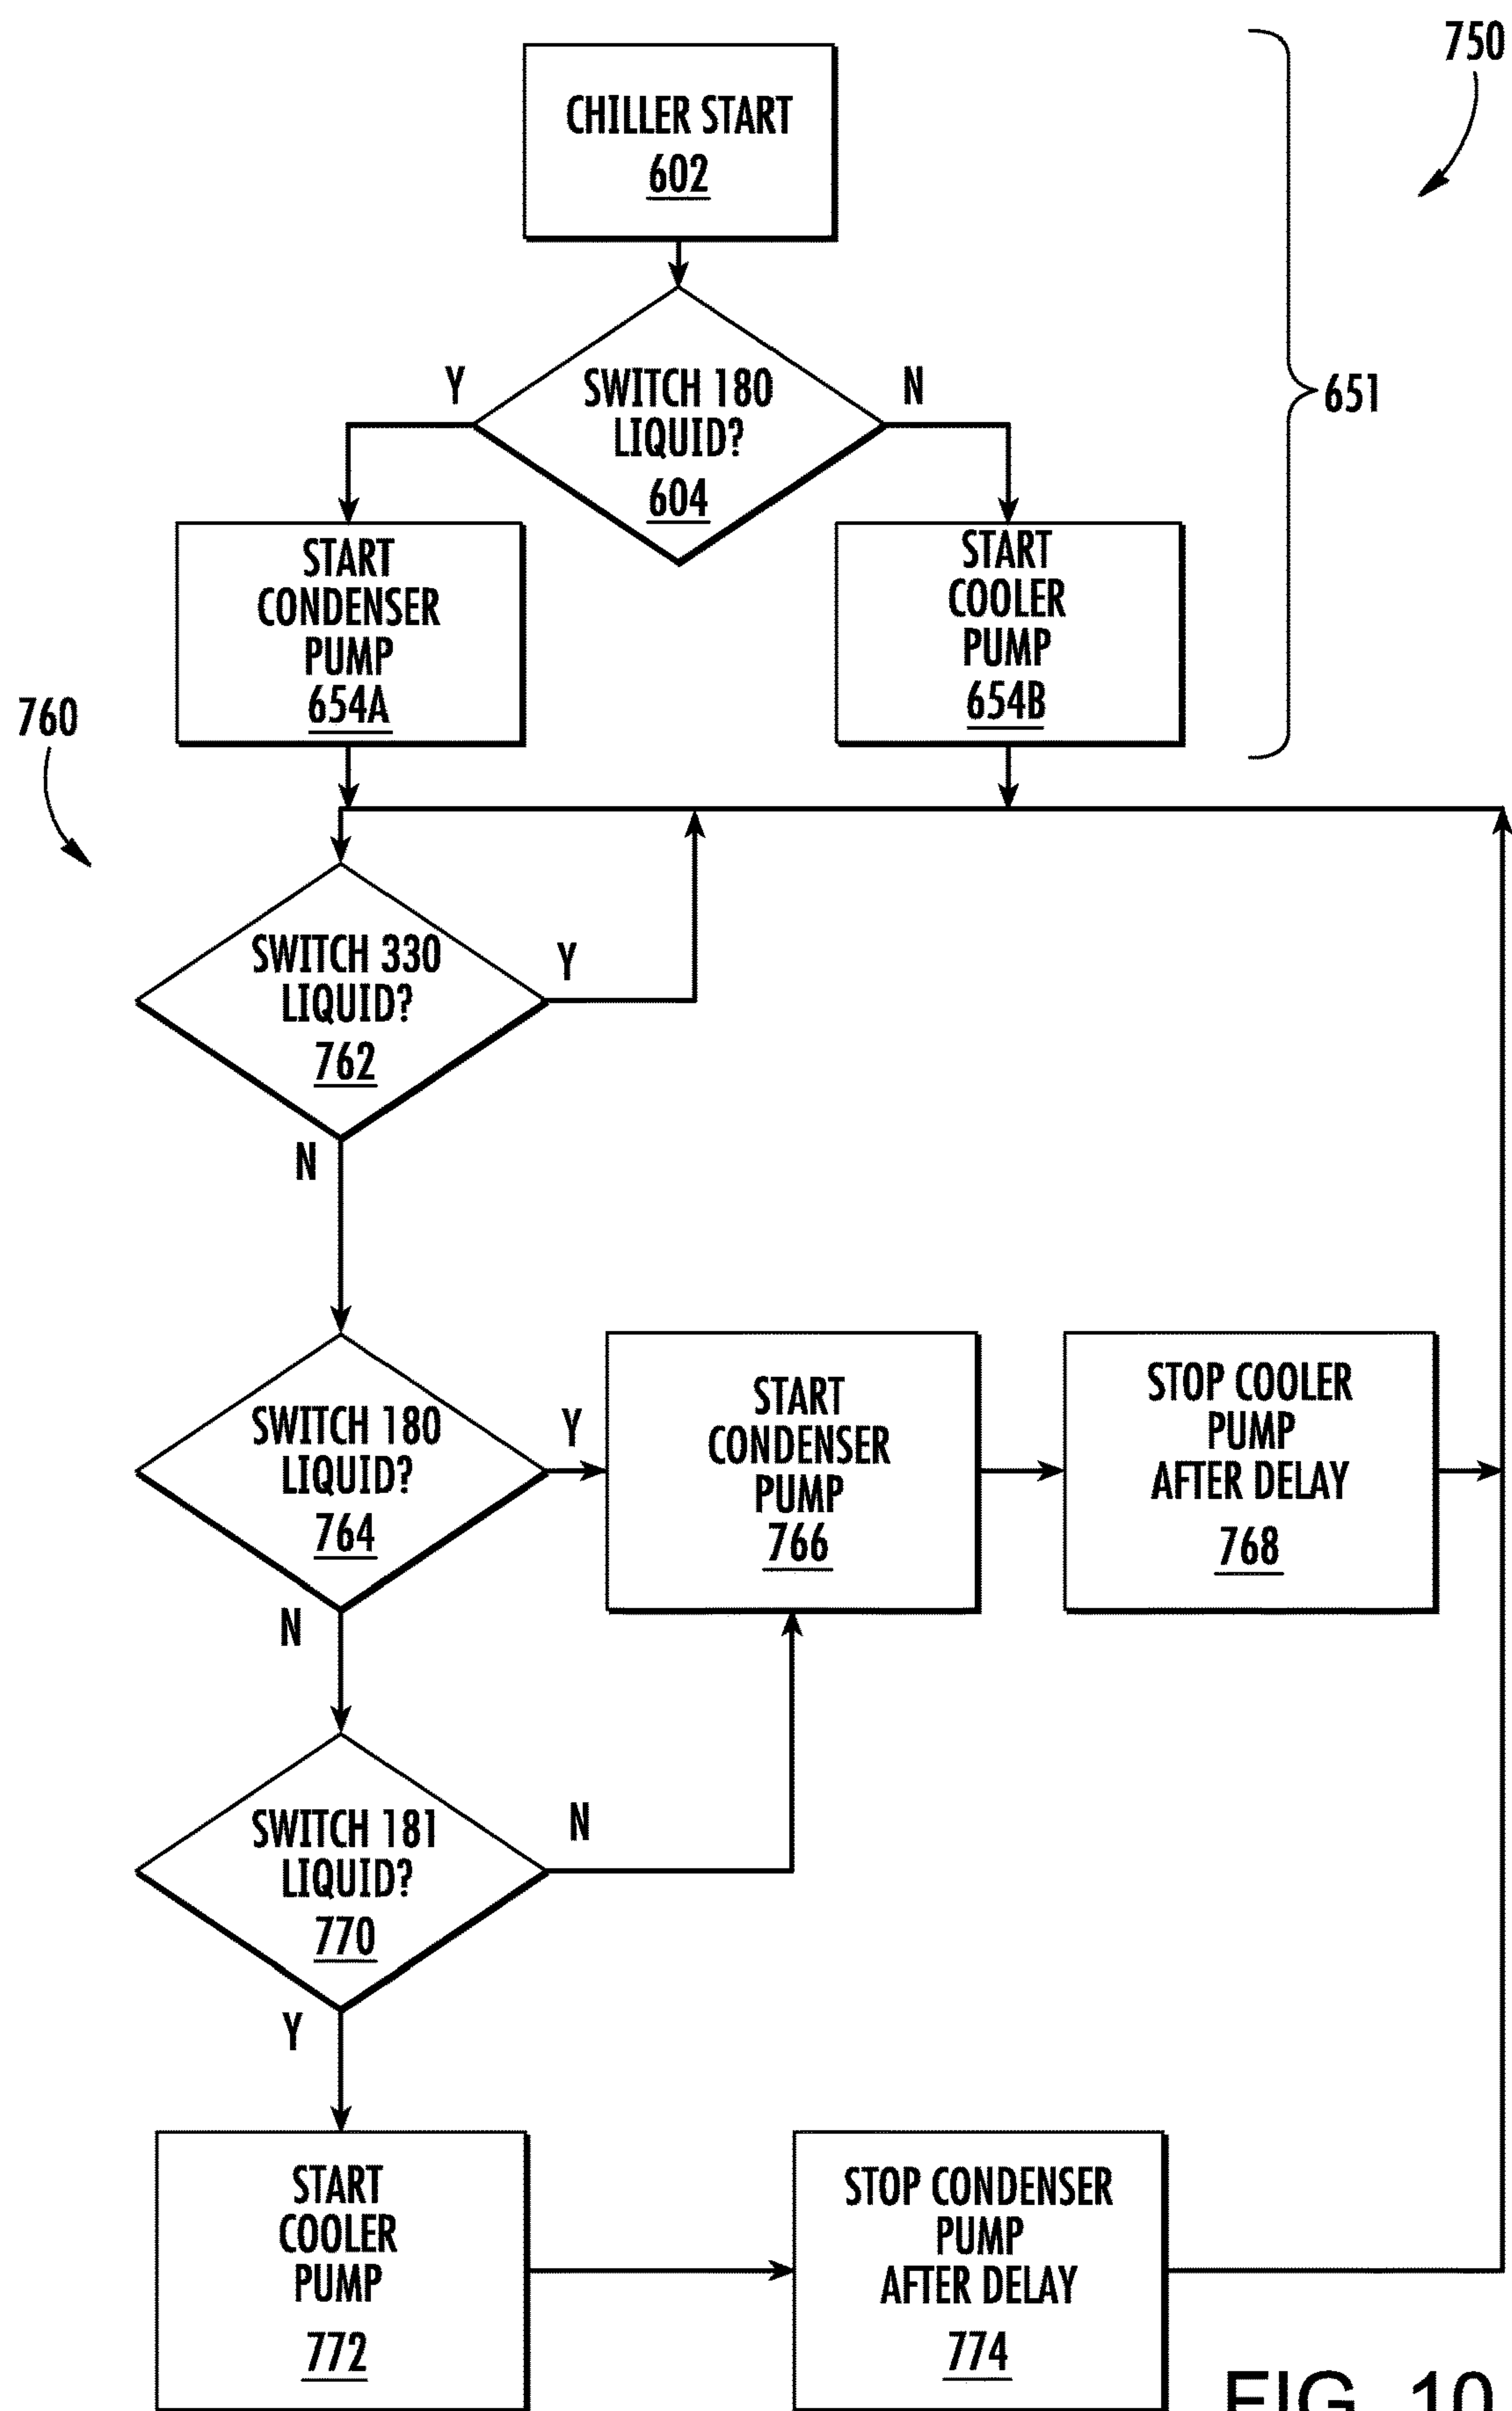 750
CHILLER START
602
SWITCH 180
LIQUID?
604
Y
N
651
START
CONDENSER
PUMP
654A
START
COOLER
PUMP
654B
760
SWITCH 330
LIQUID?
762
Y
N
SWITCH 180
LIQUID?
764
Y
N
START
CONDENSER
PUMP
766
STOP COOLER
PUMP
AFTER DELAY
768
SWITCH 181
LIQUID?
770
N
Y
START
COOLER
PUMP
772
STOP CONDENSER
PUMP
AFTER DELAY
774
FIG. 10